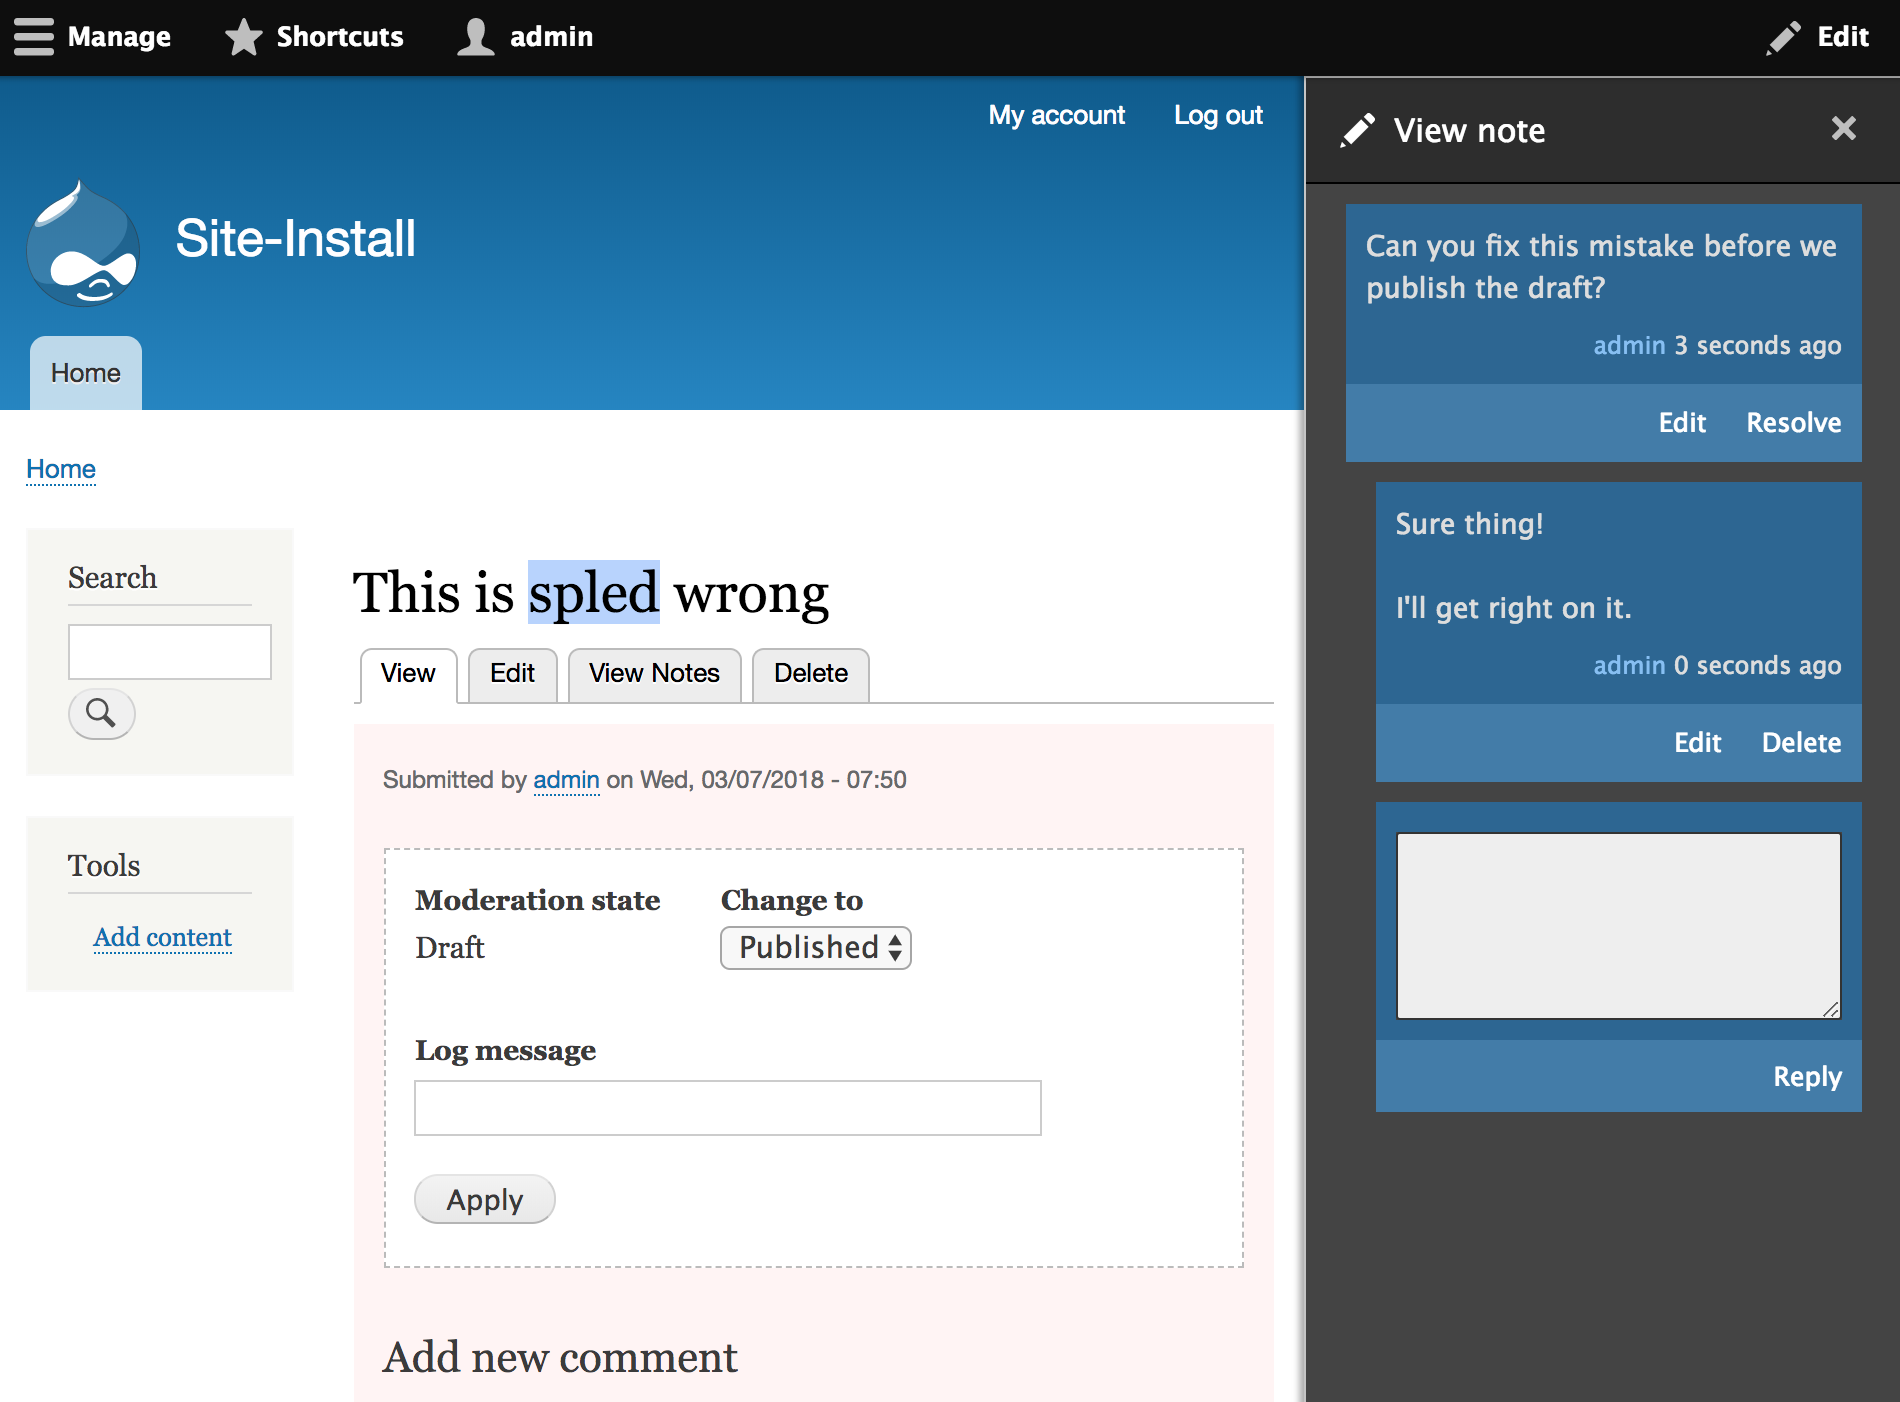 Manage
Shortcuts
admin
Edit
My account
Log out
Site-Install
Home
Home
Search
Tools
Add content
This is spled wrong
View
Edit
View Notes
Delete
Submitted by admin on Wed, 03/07/2018 - 07:50
Moderation state
Change to
Draft
Published
Log message
Apply
Add new comment
View note
Can you fix this mistake before we
publish the draft?
admin 3 seconds ago
Edit
Resolve
Sure thing!
I'll get right on it.
admin 0 seconds ago
Edit
Delete
Reply